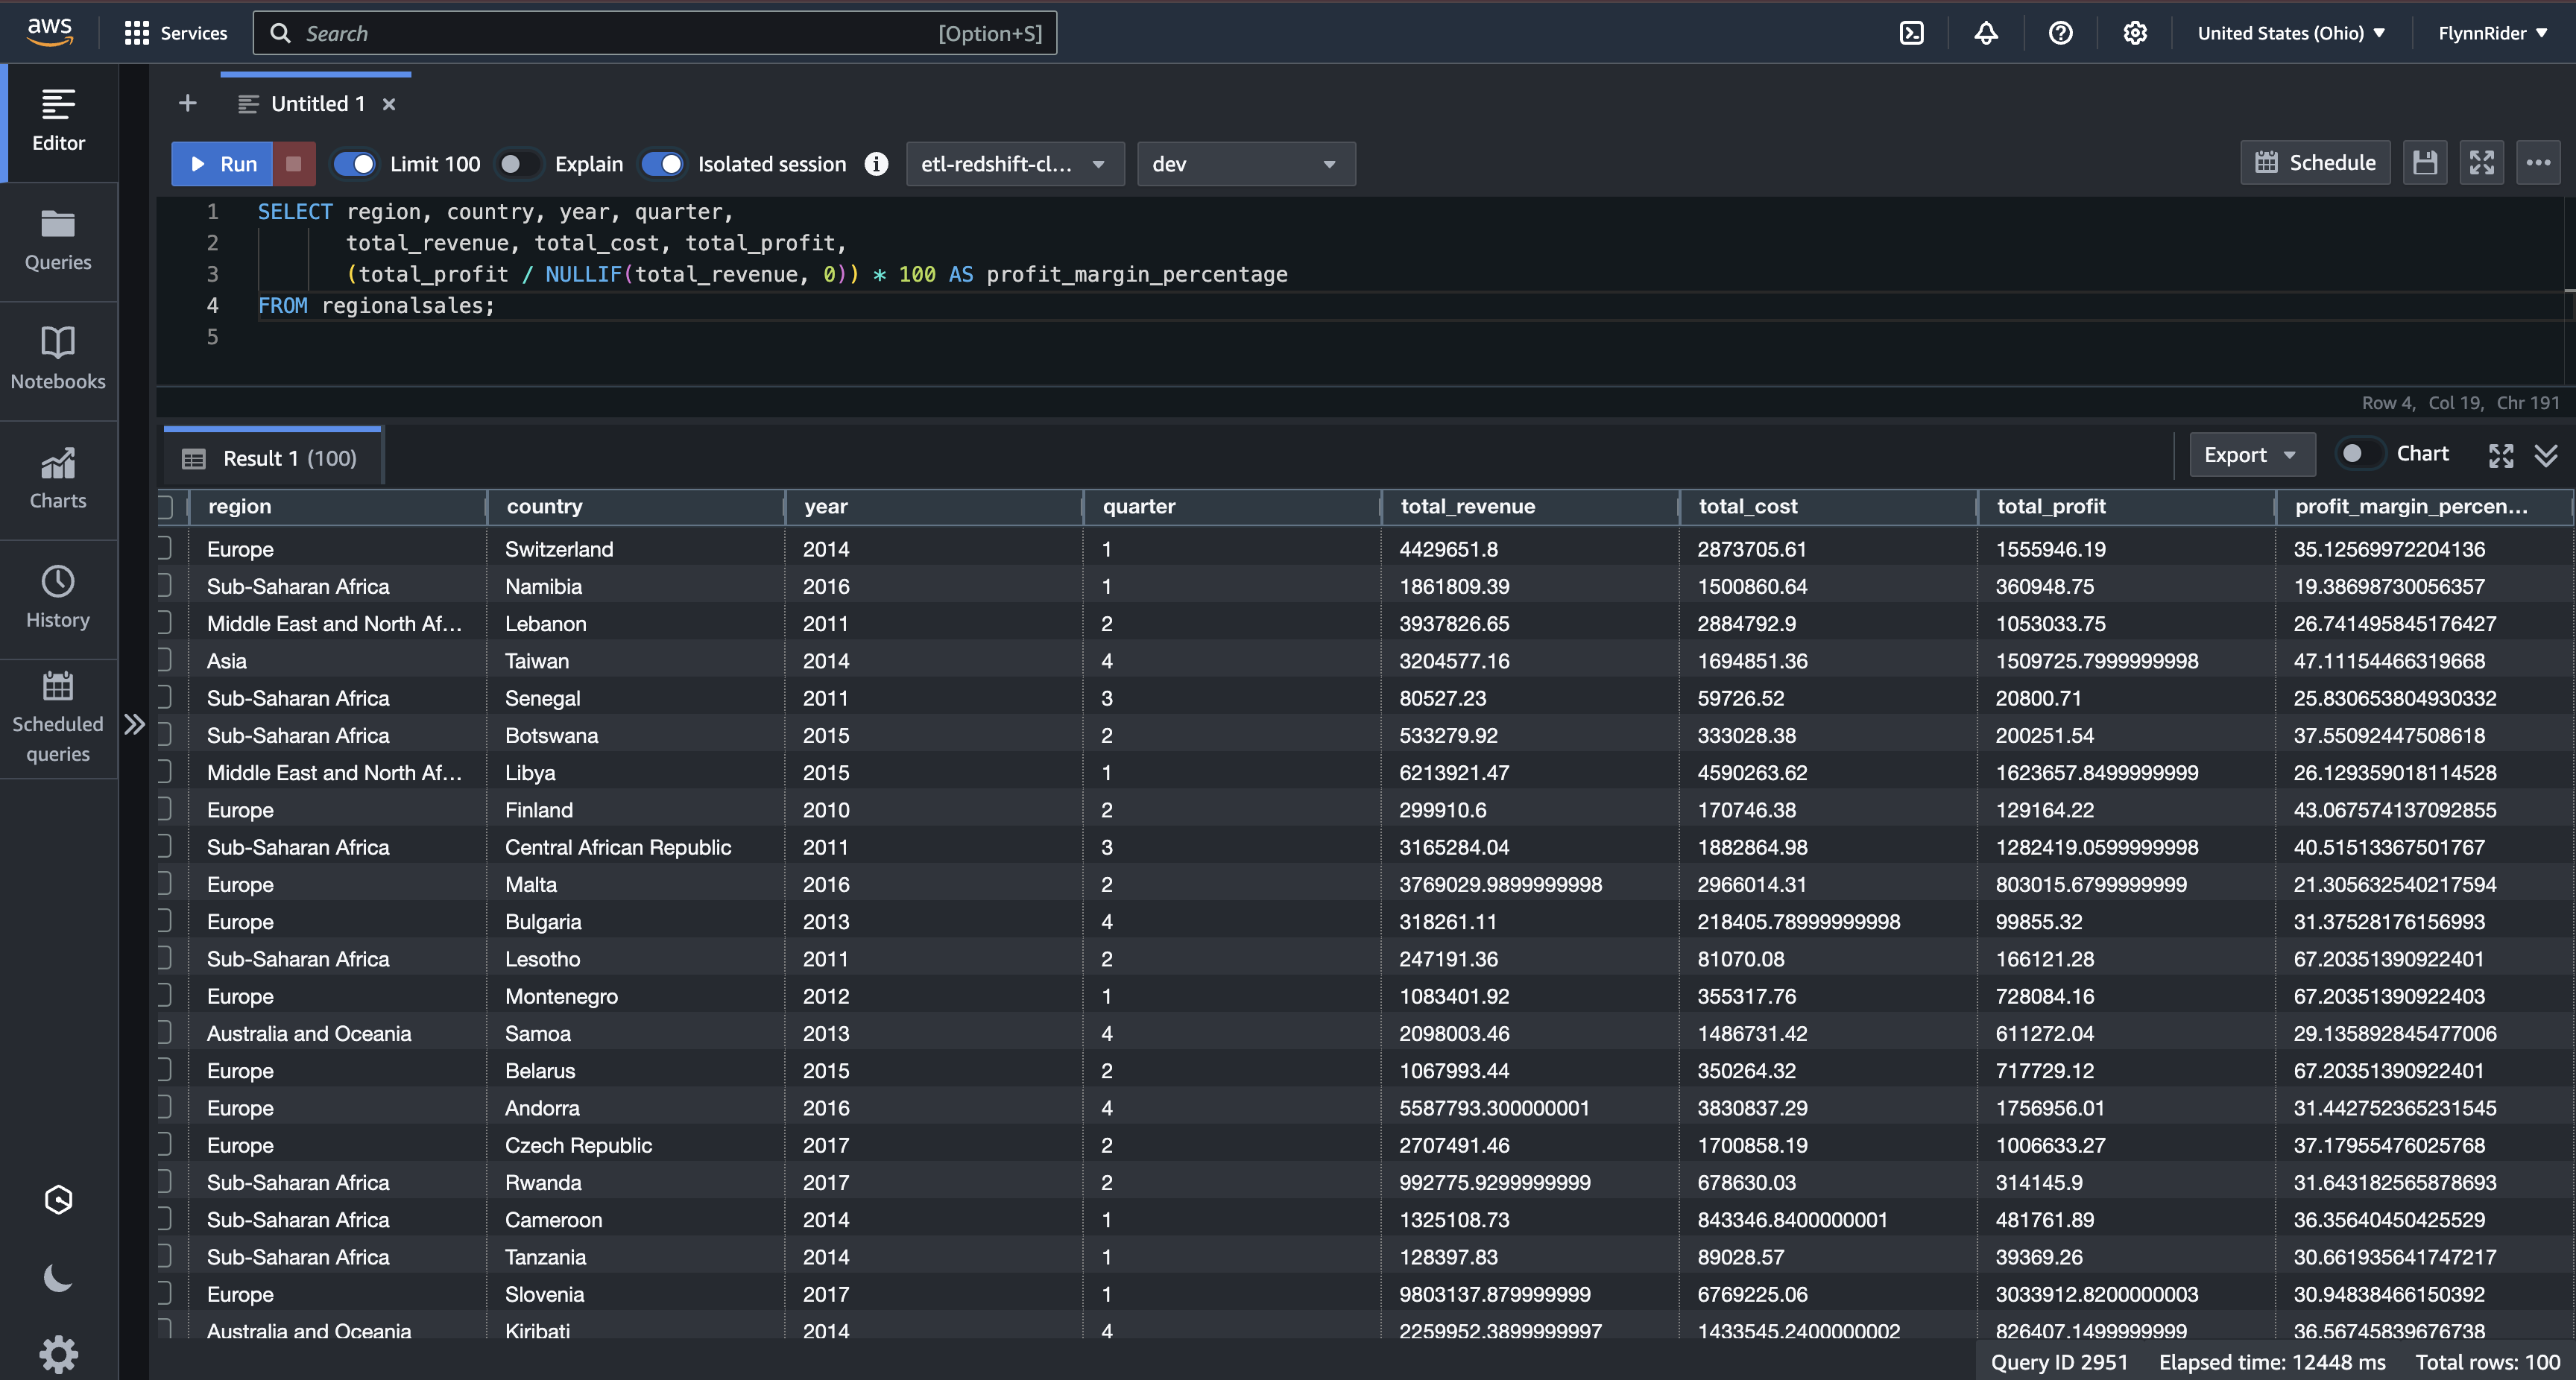 aws Services Search [Option+S] United States (Ohio) FlynnRider
Editor
Queries
Notebooks
Charts
History
Scheduled
queries
Untitled 1
Run Limit 100 Explain Isolated session etl-redshift-cl... dev Schedule
1 SELECT region, country, year, quarter,
2 total_revenue, total_cost, total_profit,
3 (total_profit / NULLIF(total_revenue, 0)) * 100 AS profit_margin_percentage
4 FROM regionalsales;
5
Row 4, Col 19, Chr 191
Result 1 (100) Export Chart
region country year quarter total_revenue total_cost total_profit profit_margin_percen...
Europe Switzerland 2014 1 4429651.8 2873705.61 1555946.19 35.12569972204136
Sub-Saharan Africa Namibia 2016 1 1861809.39 1500860.64 360948.75 19.38698730056357
Middle East and North Af... Lebanon 2011 2 3937826.65 2884792.9 1053033.75 26.741495845176427
Asia Taiwan 2014 4 3204577.16 1694851.36 1509725.7999999998 47.11154466319668
Sub-Saharan Africa Senegal 2011 3 80527.23 59726.52 20800.71 25.830653804930332
Sub-Saharan Africa Botswana 2015 2 533279.92 333028.38 200251.54 37.55092447508618
Middle East and North Af... Libya 2015 1 6213921.47 4590263.62 1623657.8499999999 26.129359018114528
Europe Finland 2010 2 299910.6 170746.38 129164.22 43.067574137092855
Sub-Saharan Africa Central African Republic 2011 3 3165284.04 1882864.98 1282419.0599999998 40.51513367501767
Europe Malta 2016 2 3769029.9899999998 2966014.31 803015.6799999999 21.305632540217594
Europe Bulgaria 2013 4 318261.11 218405.78999999998 99855.32 31.37528176156993
Sub-Saharan Africa Lesotho 2011 2 247191.36 81070.08 166121.28 67.20351390922401
Europe Montenegro 2012 1 1083401.92 355317.76 728084.16 67.20351390922403
Australia and Oceania Samoa 2013 4 2098003.46 1486731.42 611272.04 29.135892845477006
Europe Belarus 2015 2 1067993.44 350264.32 717729.12 67.20351390922401
Europe Andorra 2016 4 5587793.300000001 3830837.29 1756956.01 31.442752365231545
Europe Czech Republic 2017 2 2707491.46 1700858.19 1006633.27 37.17955476025768
Sub-Saharan Africa Rwanda 2017 2 992775.9299999999 678630.03 314145.9 31.643182565878693
Sub-Saharan Africa Cameroon 2014 1 1325108.73 843346.8400000001 481761.89 36.35640450425529
Sub-Saharan Africa Tanzania 2014 1 128397.83 89028.57 39369.26 30.661935641747217
Europe Slovenia 2017 1 9803137.879999999 6769225.06 3033912.8200000003 30.94838466150392
Australia and Oceania Kiribati 2014 4 2259952.3899999997 1433545.2400000002 826407.1499999999 36.56745839676738
Query ID 2951 Elapsed time: 12448 ms Total rows: 100